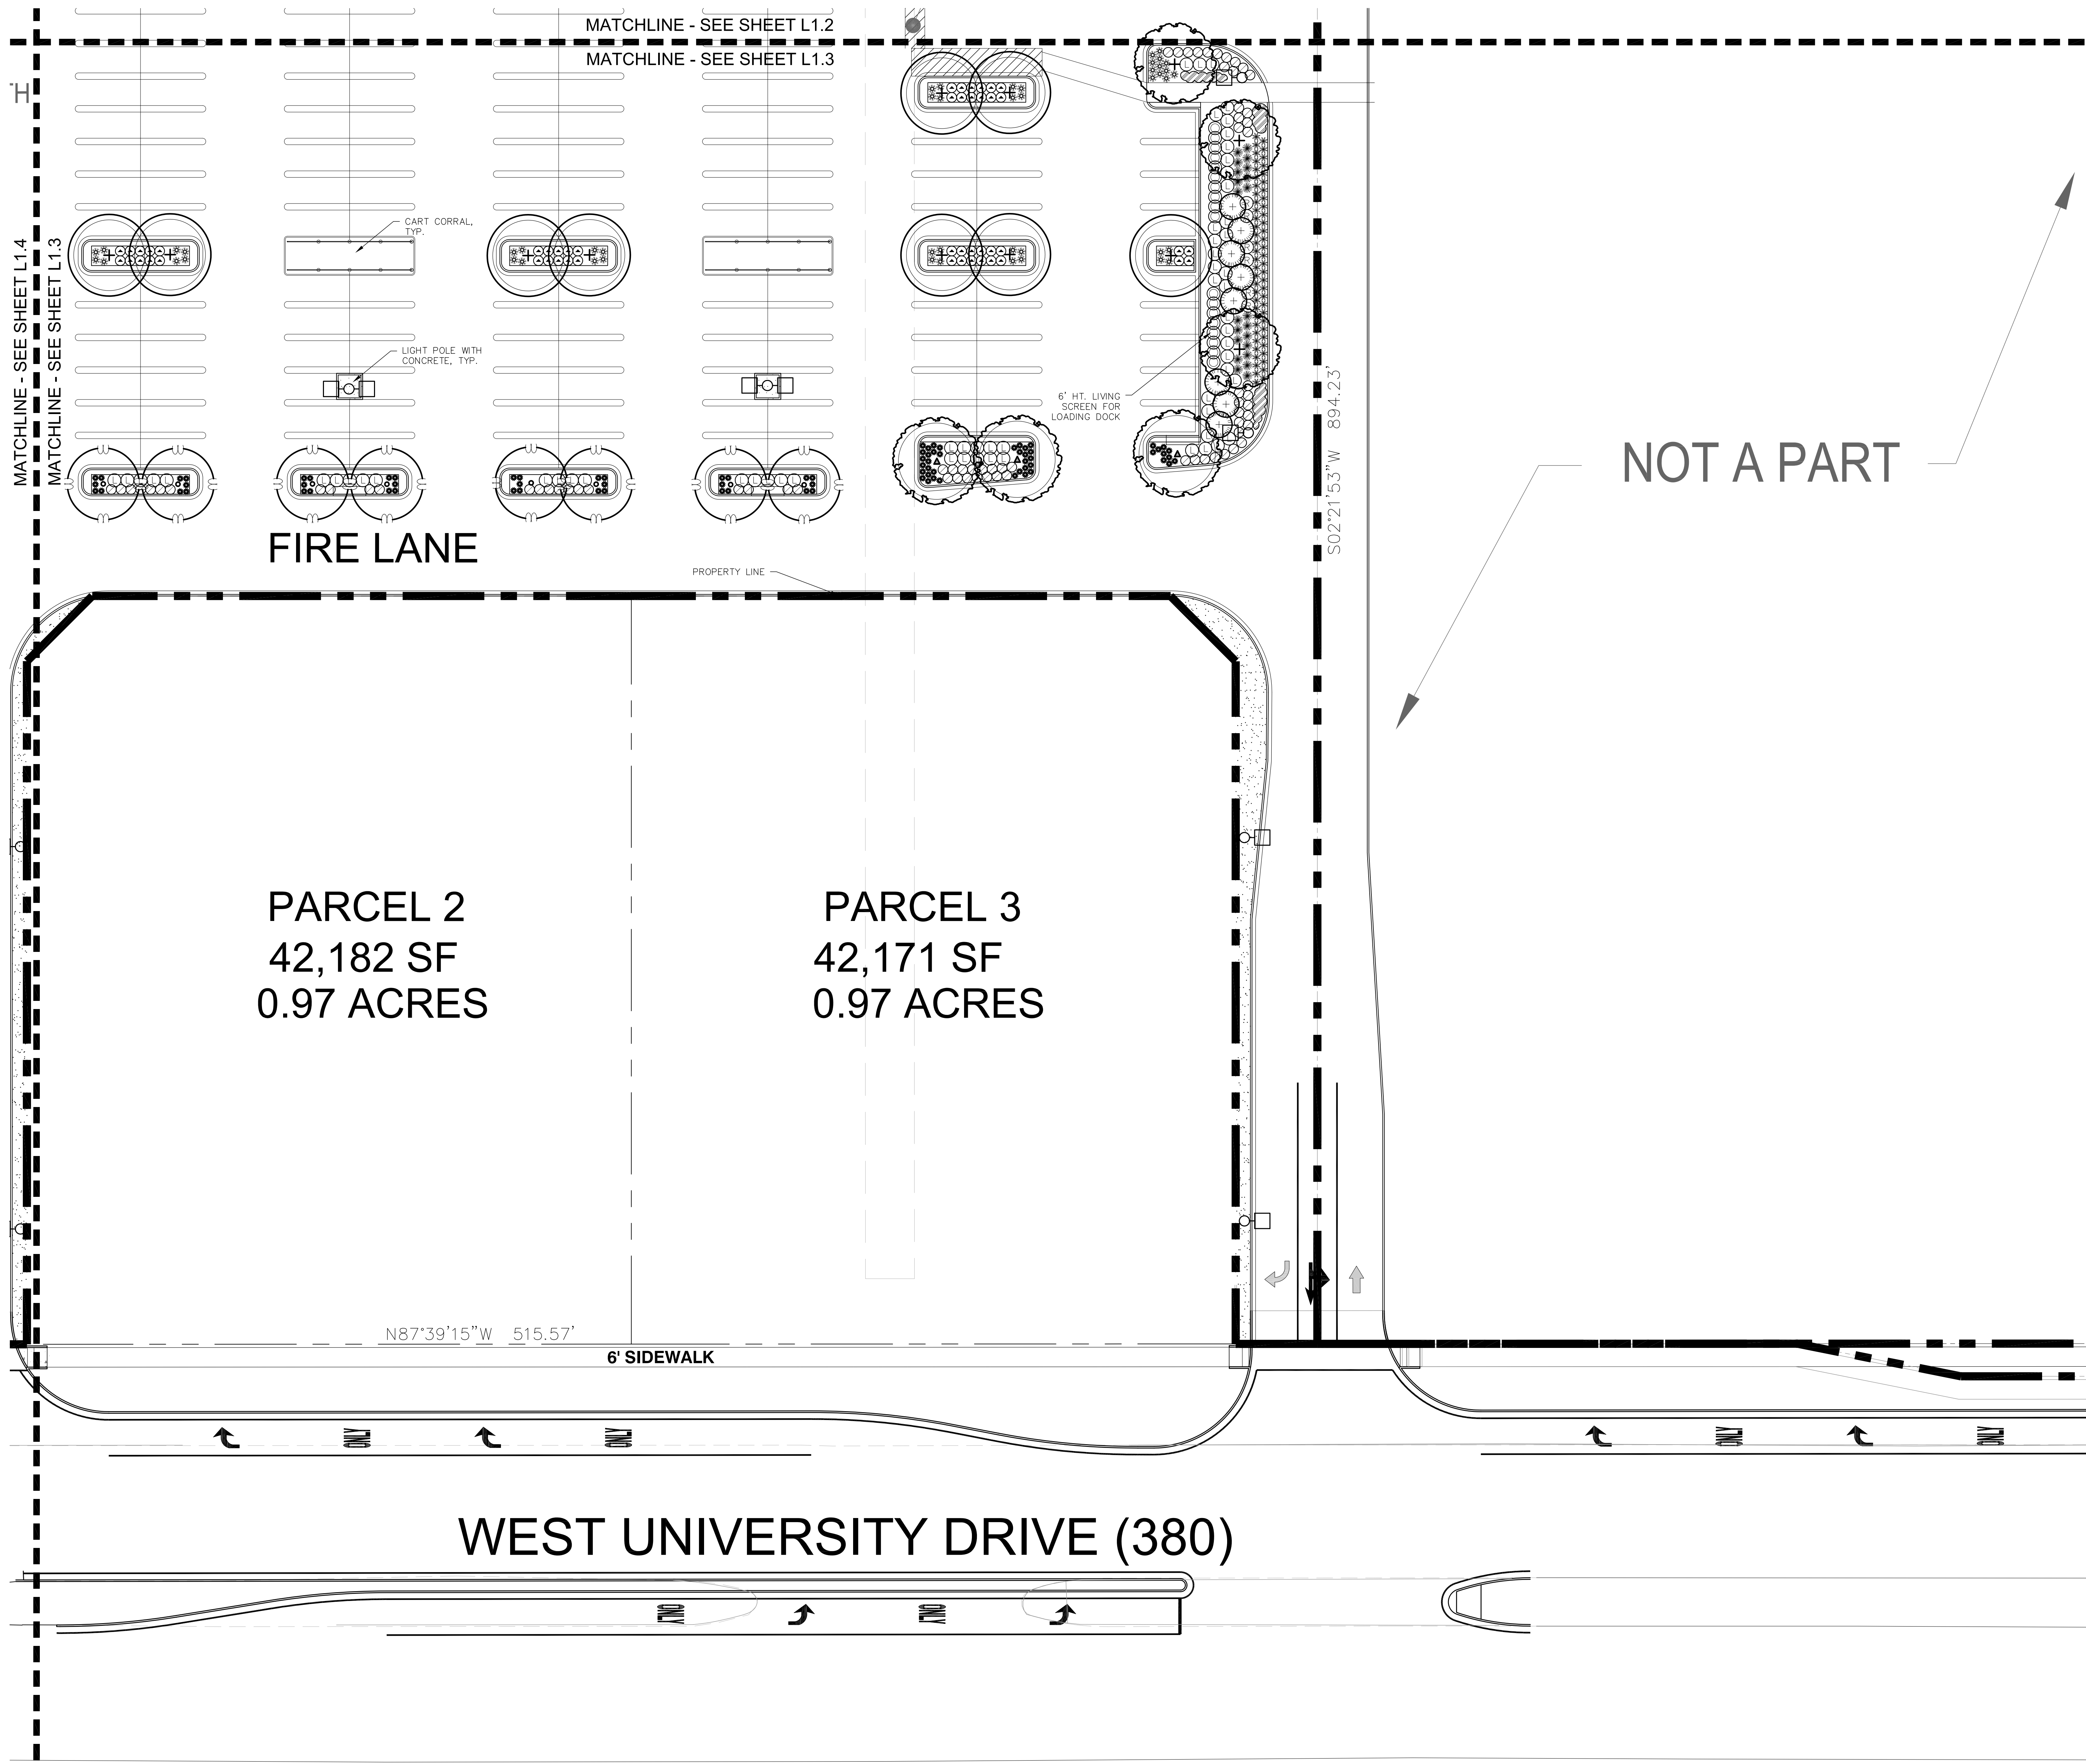 MATCHLINE - SEE SHEET L1.2
MATCHLINE - SEE SHEET L1.3
H
MATCHLINE - SEE SHEET L1.4
MATCHLINE - SEE SHEET L1.3
CART CORRAL,
TYP.
LIGHT POLE WITH
CONCRETE, TYP.
6' HT. LIVING
SCREEN FOR
LOADING DOCK
S02°21'53"W 894.23'
NOT A PART
FIRE LANE
PROPERTY LINE
PARCEL 2
42,182 SF
0.97 ACRES
PARCEL 3
42,171 SF
0.97 ACRES
N87°39'15"W 515.57'
6' SIDEWALK
ONLY
ONLY
ONLY
ONLY
WEST UNIVERSITY DRIVE (380)
ONLY
ONLY